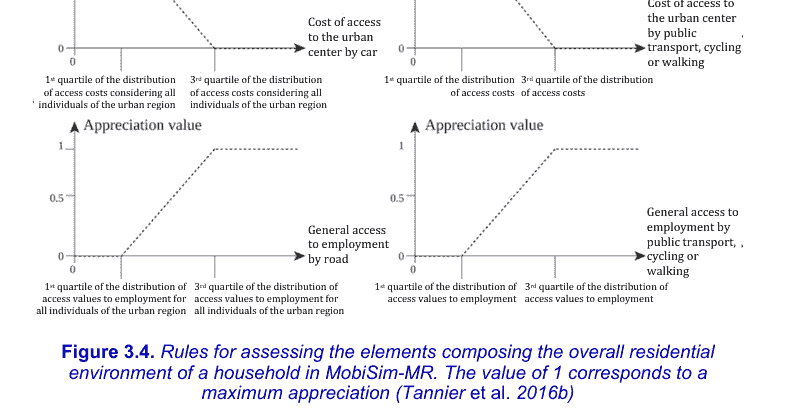 Cost of access
to the urban
center by car
0
0
1st quartile of the distribution
of access costs considering all
individuals of the urban region
3rd quartile of the distribution
of access costs considering all
individuals of the urban region
Cost of access to
the urban center
by public
transport, cycling
or walking
0
0
1st quartile of the distribution
of access costs
3rd quartile of the distribution
of access costs
Appreciation value
1
0.5
0
0
General access
to employment
by road
1st quartile of the distribution of
access values to employment for
all individuals of the urban region
3rd quartile of the distribution of
access values to employment for
all individuals of the urban region
Appreciation value
1
0.5
0
0
General access to
employment by
public transport,
cycling or
walking
1st quartile of the distribution of
access values to employment
3rd quartile of the distribution of
access values to employment
Figure 3.4. Rules for assessing the elements composing the overall residential
environment of a household in MobiSim-MR. The value of 1 corresponds to a
maximum appreciation (Tannier et al. 2016b)